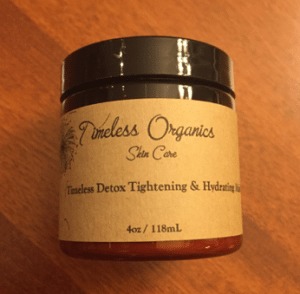 Timeless Organics
Skin Care
Timeless Detox Tightening & Hydrating
4oz / 118mL